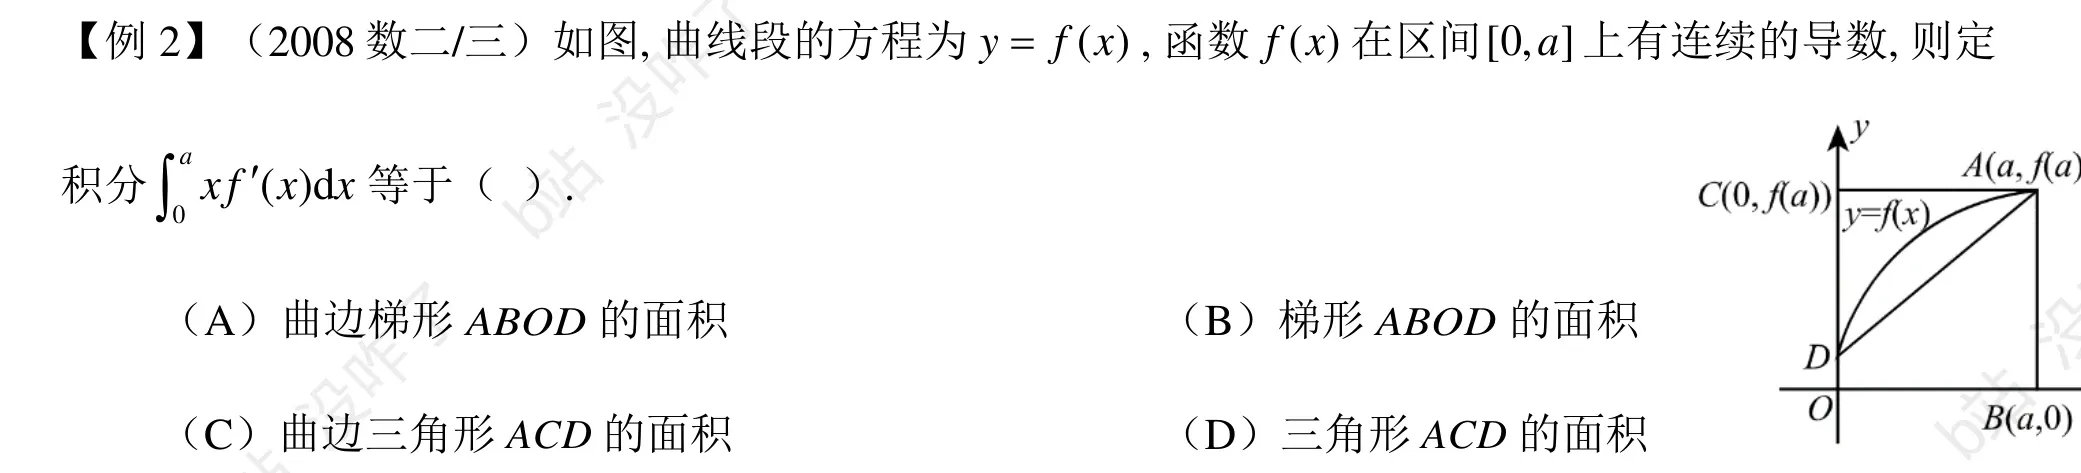 【例 2】（2008 数二/三）如图, 曲线段的方程为 y = f(x) , 函数 f(x) 在区间[0,a] 上有连续的导数, 则定
积分∫₀ᵃ xf′(x)dx 等于（  ）.
（A）曲边梯形 ABOD 的面积
（B）梯形 ABOD 的面积
（C）曲边三角形 ACD 的面积
（D）三角形 ACD 的面积
y
A(a, f(a)
C(0, f(a))
y=f(x)
D
O
B(a,0)
b站 没咋了
没咋了
b站 没